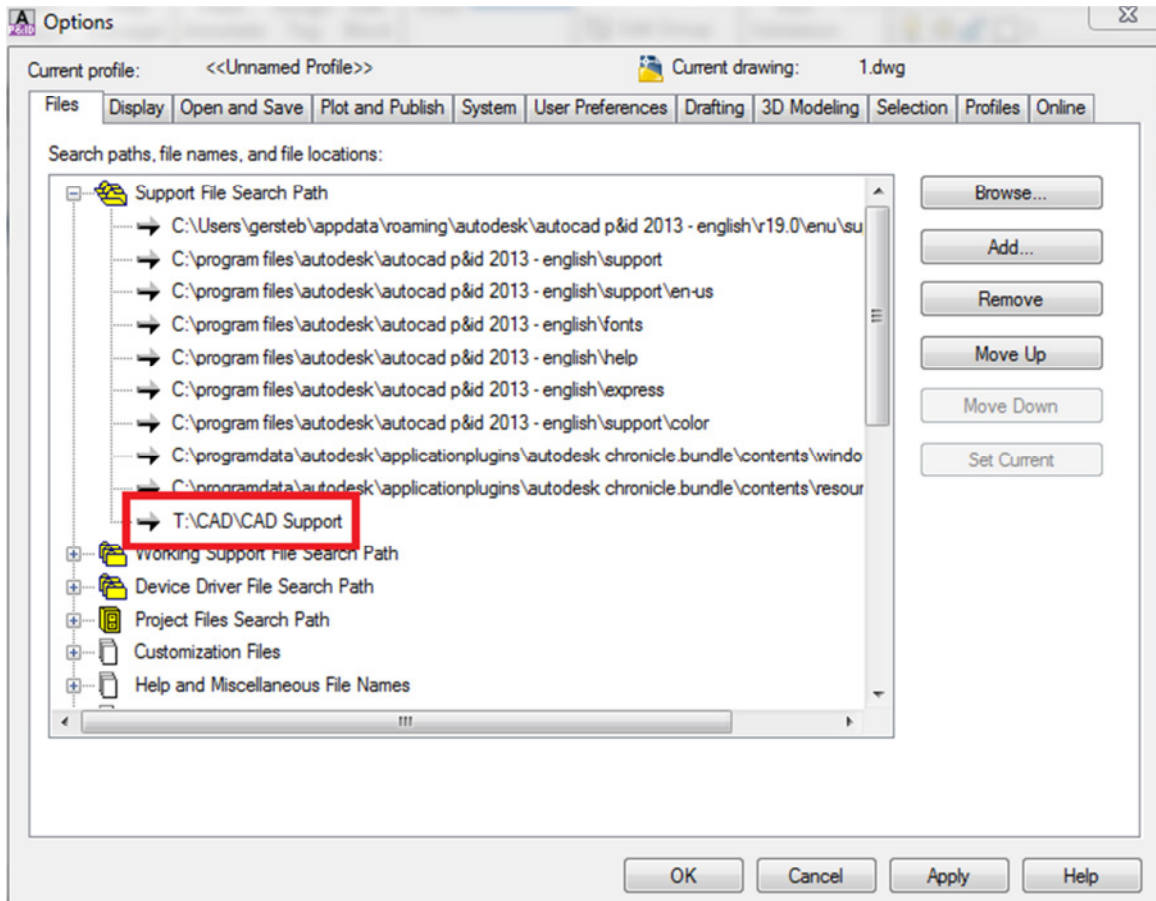 Options
Current profile: <<Unnamed Profile>> Current drawing: 1.dwg
Files Display Open and Save Plot and Publish System User Preferences Drafting 3D Modeling Selection Profiles Online
Search paths, file names, and file locations:
Support File Search Path
C:\Users\gersteb\appdata\roaming\autodesk\autocad p&id 2013 - english\r19.0\enu\su
C:\program files\autodesk\autocad p&id 2013 - english\support
C:\program files\autodesk\autocad p&id 2013 - english\support\en-us
C:\program files\autodesk\autocad p&id 2013 - english\fonts
C:\program files\autodesk\autocad p&id 2013 - english\help
C:\program files\autodesk\autocad p&id 2013 - english\express
C:\program files\autodesk\autocad p&id 2013 - english\support\color
C:\programdata\autodesk\applicationplugins\autodesk chronicle.bundle\contents\windo
C:\programdata\autodesk\applicationplugins\autodesk chronicle.bundle\contents\resour
T:\CAD\CAD Support
Working Support File Search Path
Device Driver File Search Path
Project Files Search Path
Customization Files
Help and Miscellaneous File Names
Browse...
Add...
Remove
Move Up
Move Down
Set Current
OK Cancel Apply Help